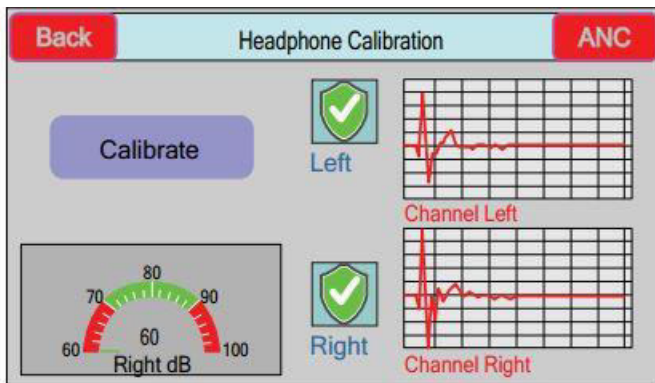 Back
Headphone Calibration
ANC
Calibrate
Left
Channel Left
80
70
90
60
60
100
Right dB
Right
Channel Right